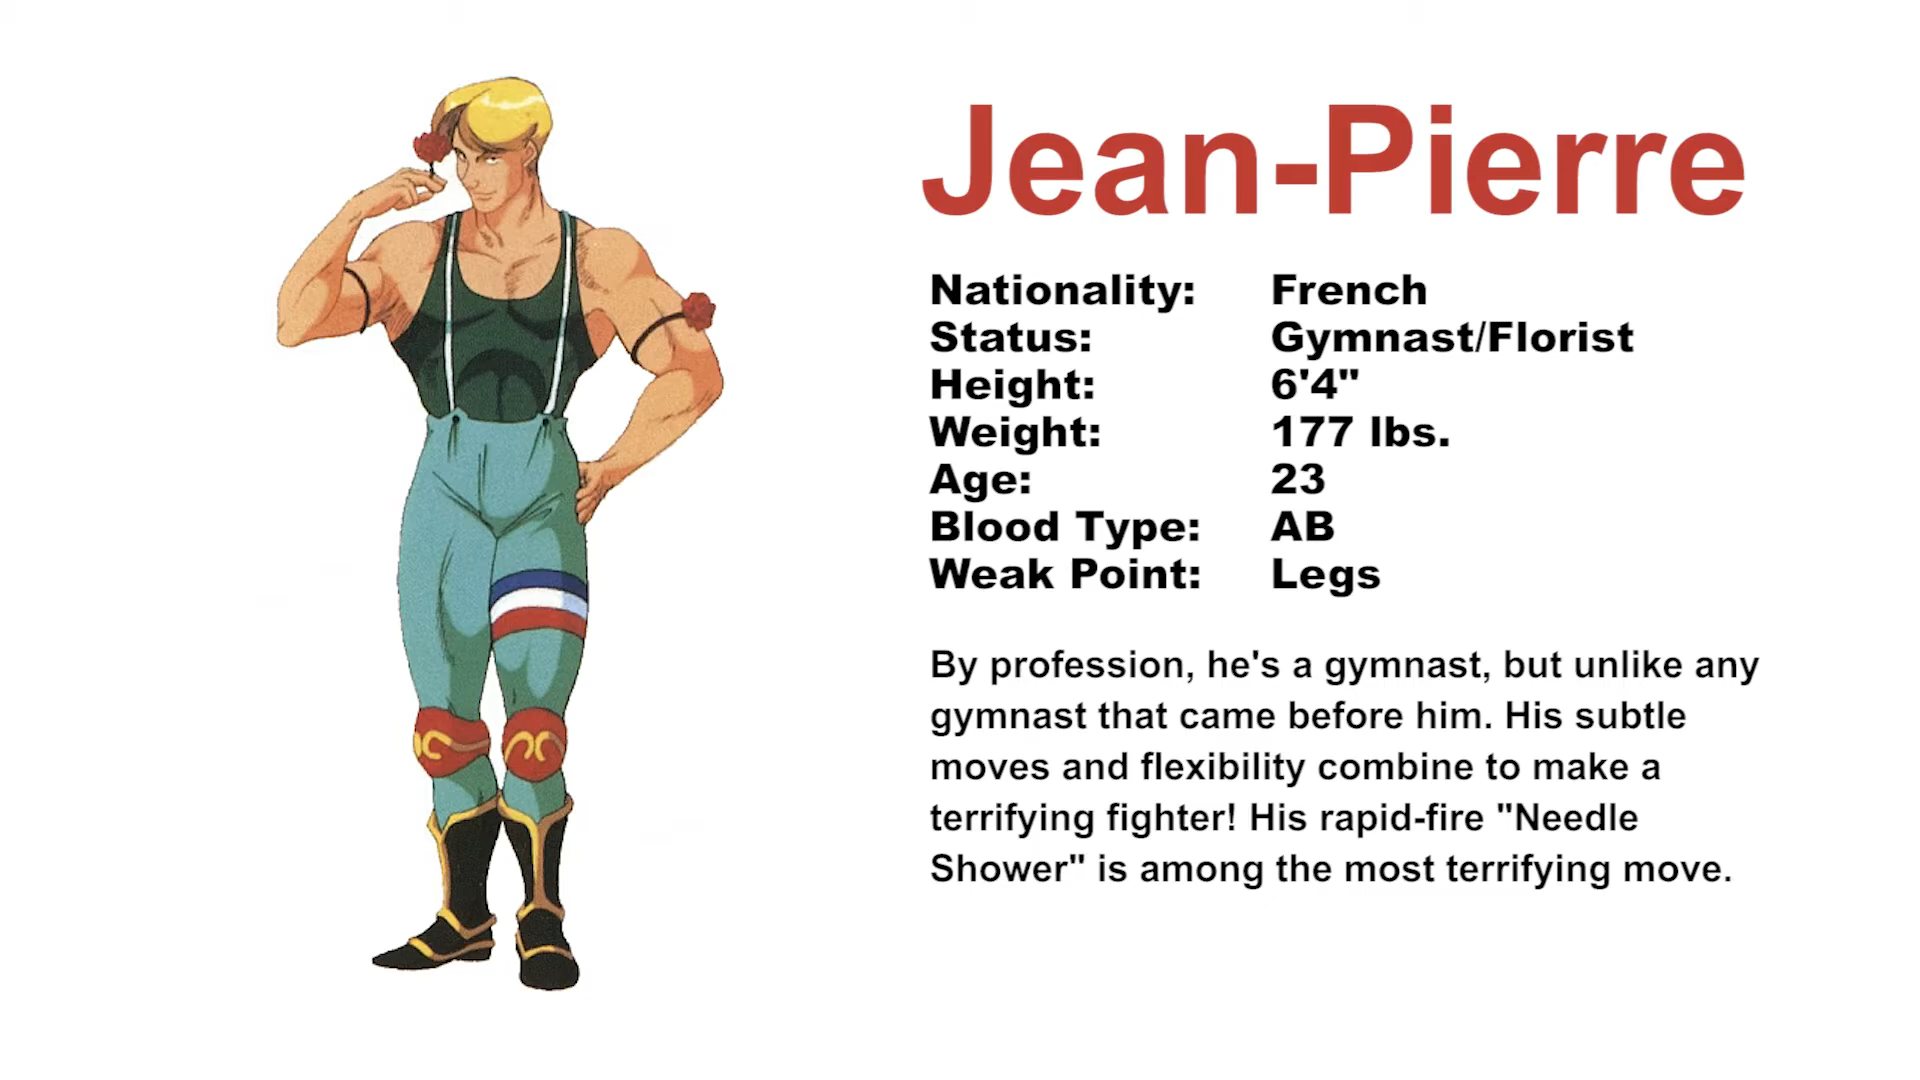 Jean-Pierre
Nationality: French
Status: Gymnast/Florist
Height: 6'4"
Weight: 177 lbs.
Age: 23
Blood Type: AB
Weak Point: Legs
By profession, he's a gymnast, but unlike any
gymnast that came before him. His subtle
moves and flexibility combine to make a
terrifying fighter! His rapid-fire "Needle
Shower" is among the most terrifying move.